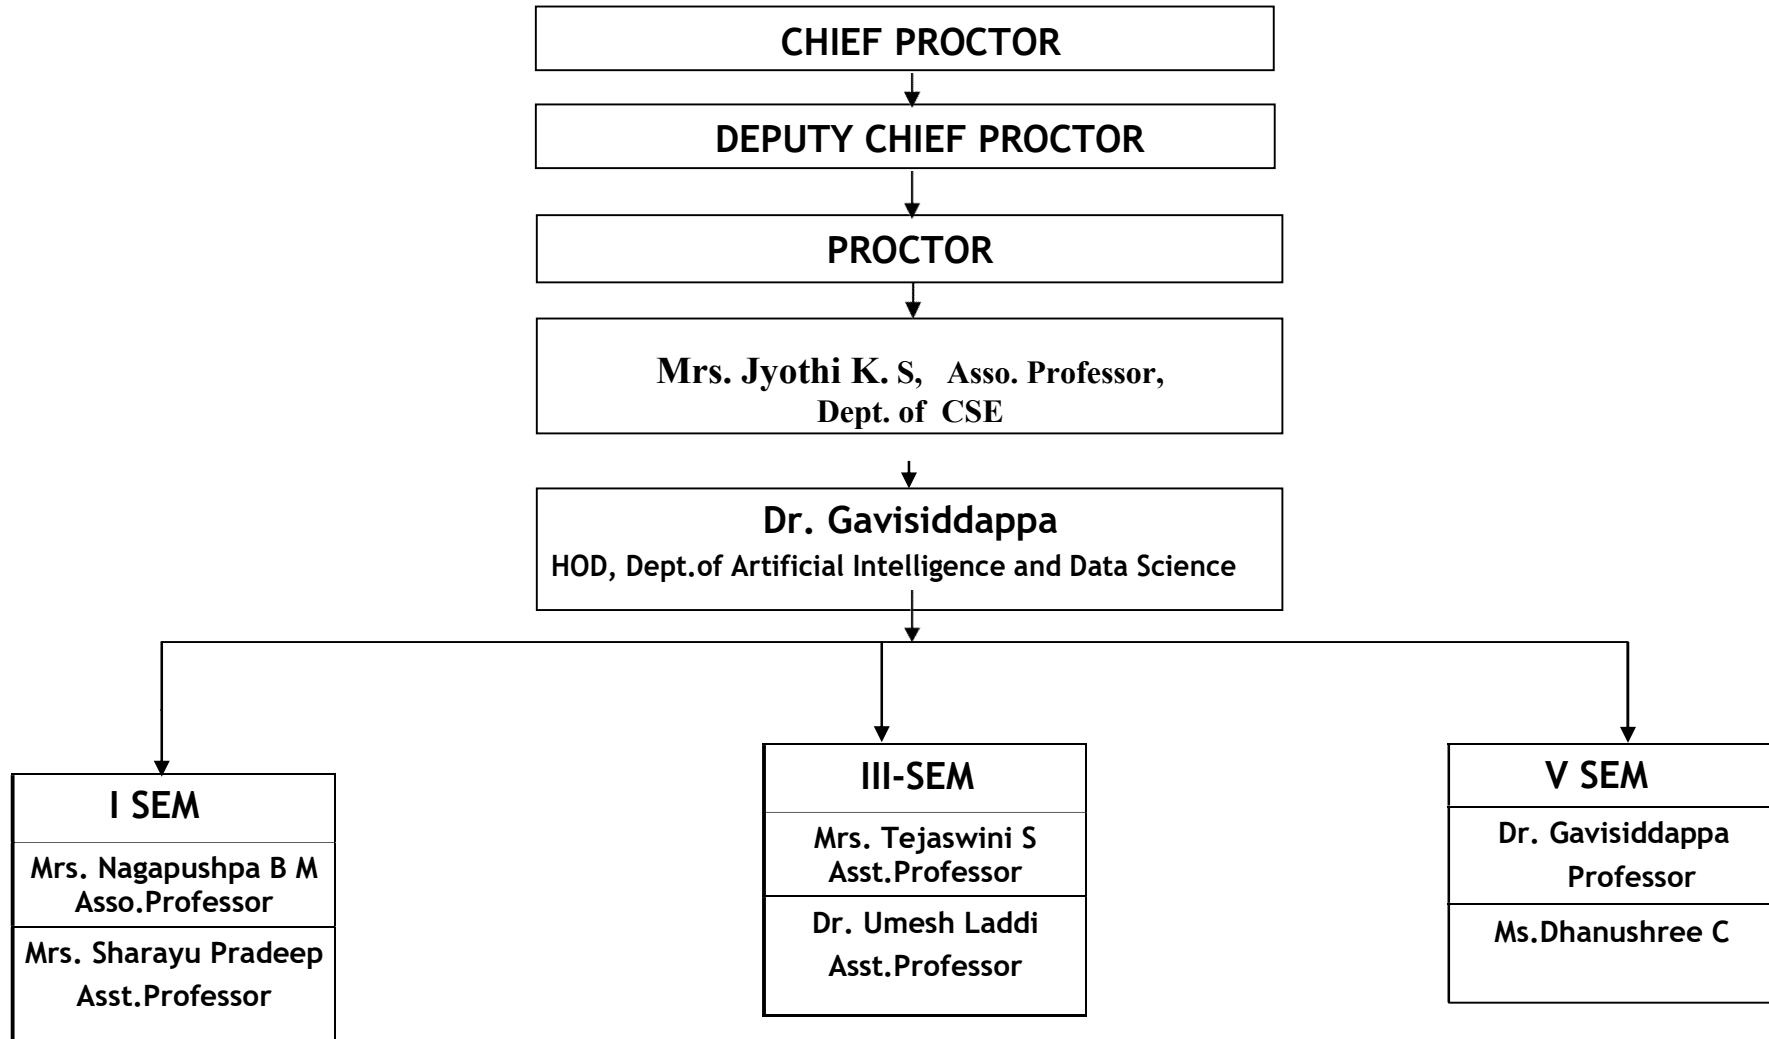 CHIEF PROCTOR
DEPUTY CHIEF PROCTOR
PROCTOR
Mrs. Jyothi K. S, Asso. Professor,
Dept. of CSE
Dr. Gavisiddappa
HOD, Dept.of Artificial Intelligence and Data Science
I SEM
Mrs. Nagapushpa B M
Asso.Professor
Mrs. Sharayu Pradeep
Asst.Professor
III-SEM
Mrs. Tejaswini S
Asst.Professor
Dr. Umesh Laddi
Asst.Professor
V SEM
Dr. Gavisiddappa
Professor
Ms.Dhanushree C